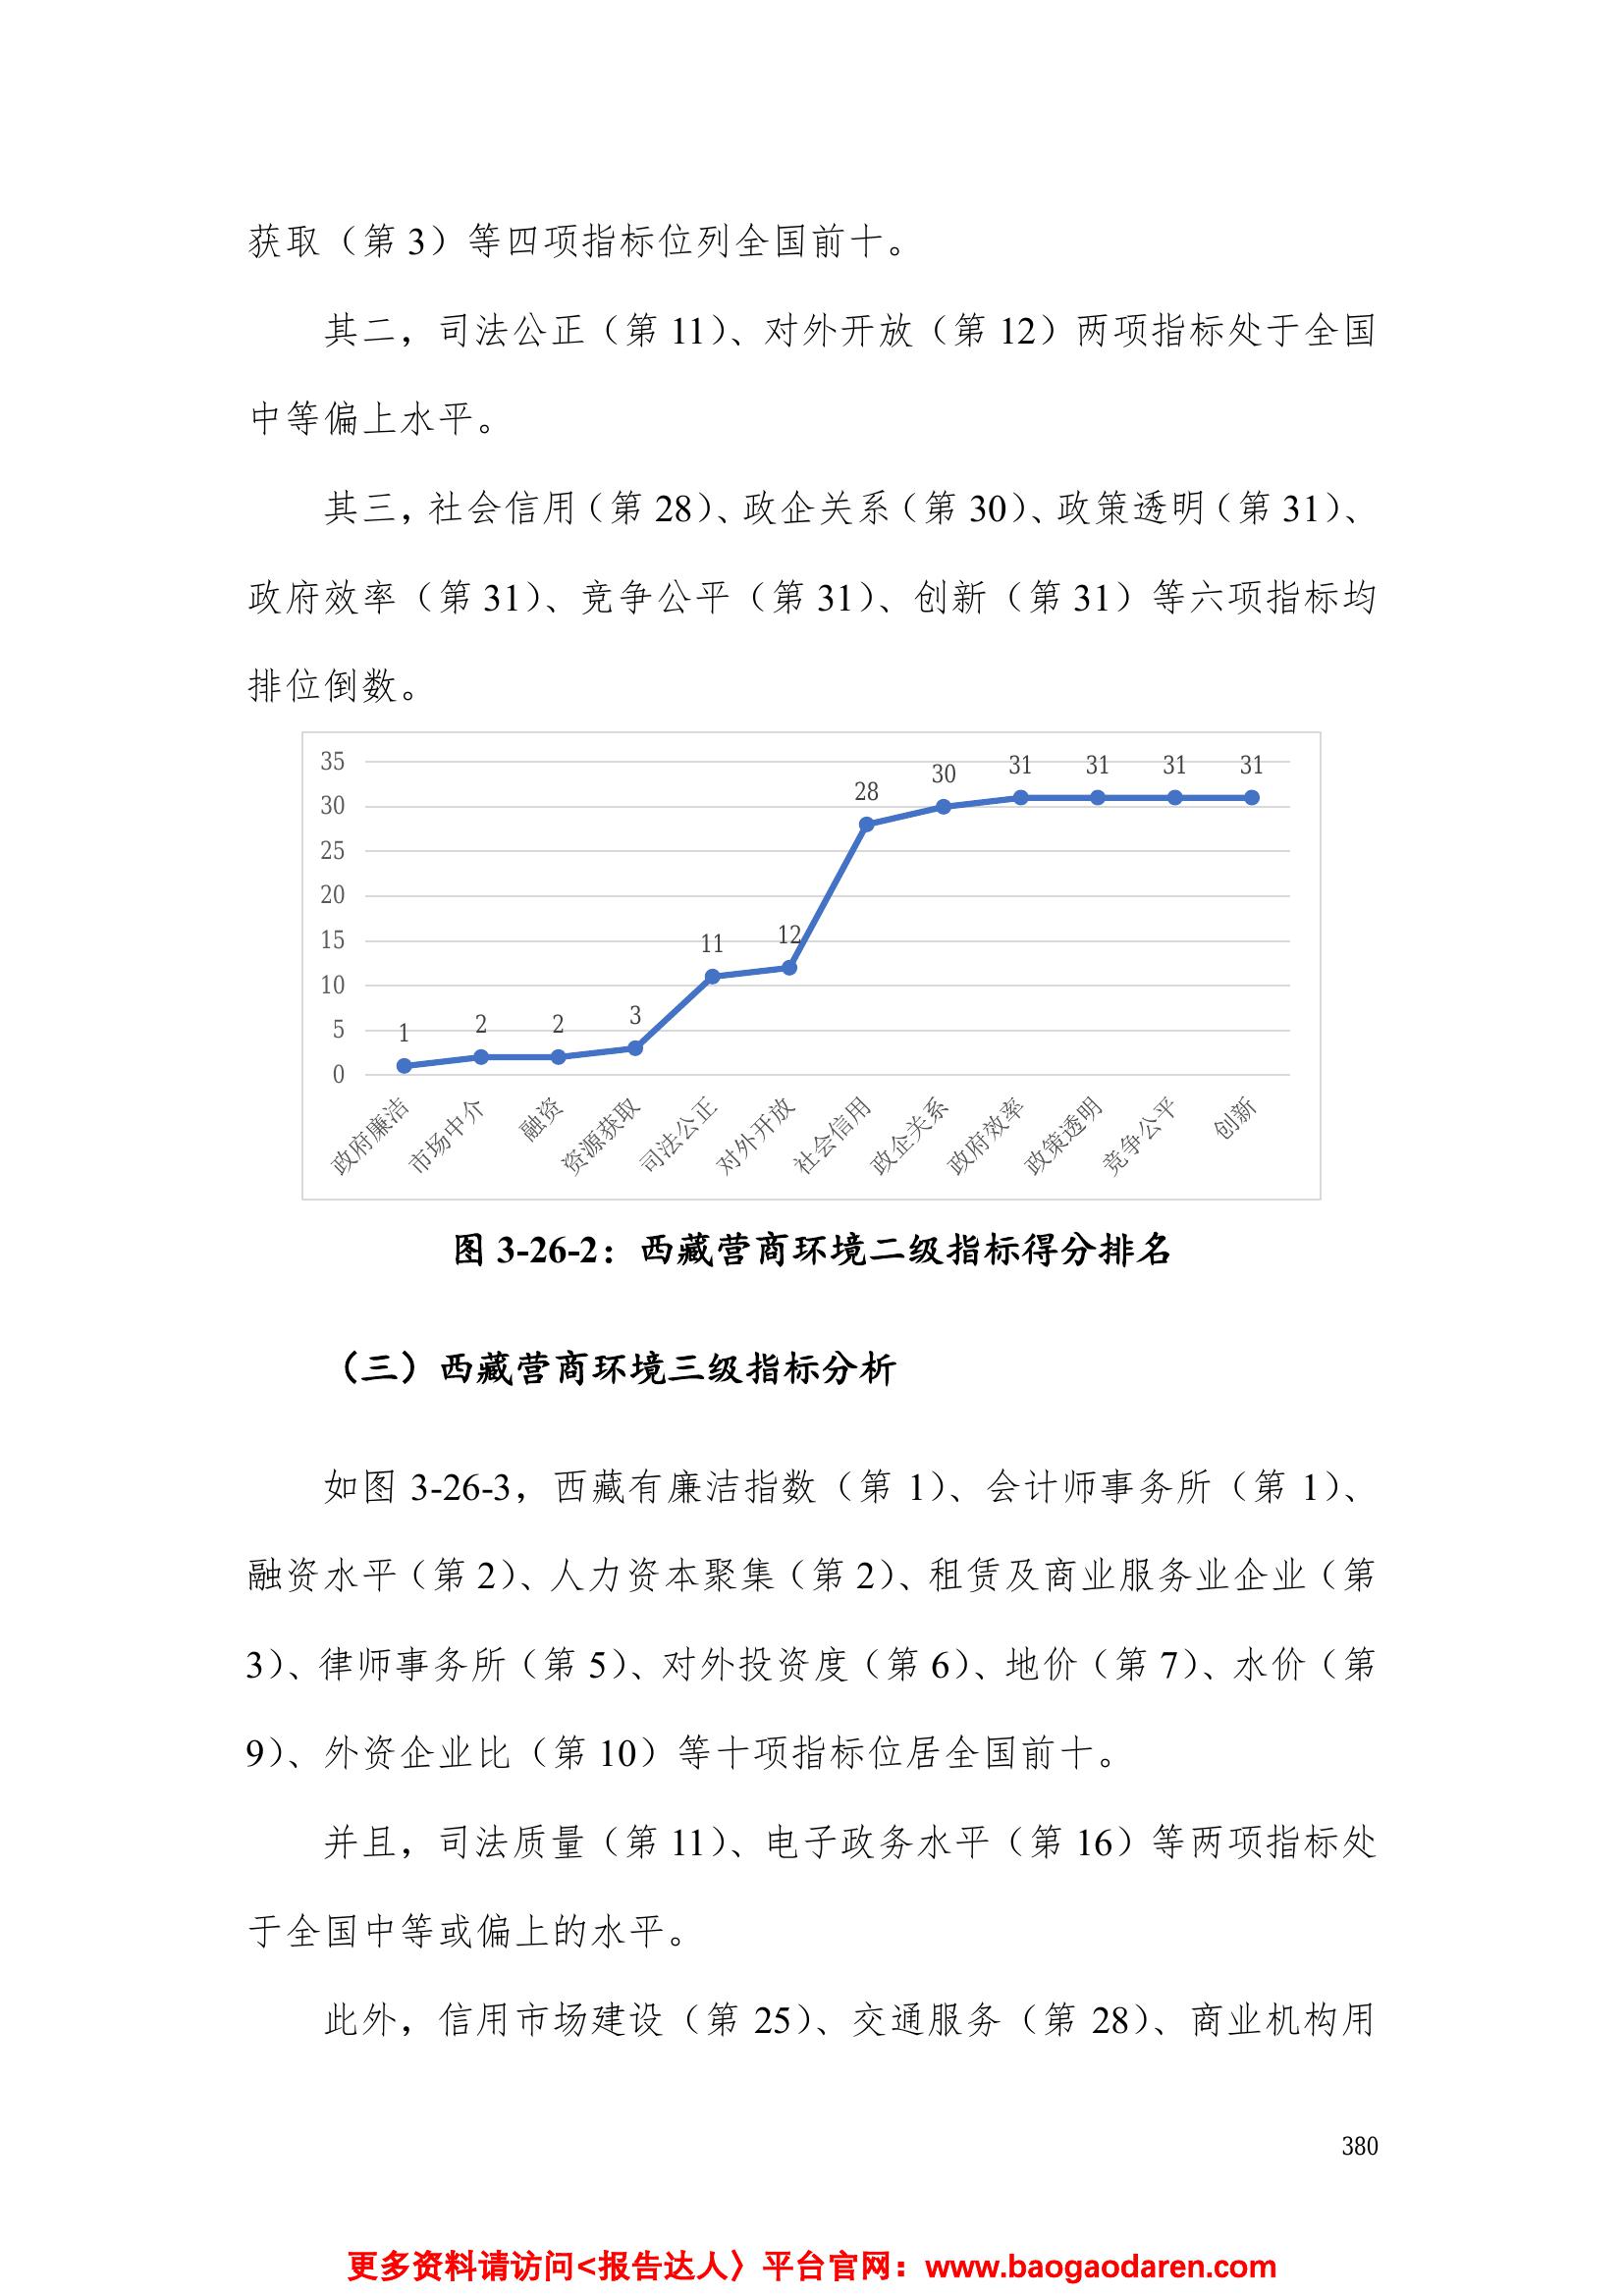 获取（第 3）等四项指标位列全国前十。
其二，司法公正（第 11）、对外开放（第 12）两项指标处于全国
中等偏上水平。
其三，社会信用（第 28）、政企关系（第 30）、政策透明（第 31）、
政府效率（第 31）、竞争公平（第 31）、创新（第 31）等六项指标均
排位倒数。
35
30
25
20
15
10
5
0
1
2
2
3
11
12
28
30
31
31
31
31
政府廉洁
市场中介
融资
资源获取
司法公正
对外开放
社会信用
政企关系
政府效率
政策透明
竞争公平
创新
图 3-26-2：西藏营商环境二级指标得分排名
（三）西藏营商环境三级指标分析
如图 3-26-3，西藏有廉洁指数（第 1）、会计师事务所（第 1）、
融资水平（第 2）、人力资本聚集（第 2）、租赁及商业服务业企业（第
3）、律师事务所（第 5）、对外投资度（第 6）、地价（第 7）、水价（第
9）、外资企业比（第 10）等十项指标位居全国前十。
并且，司法质量（第 11）、电子政务水平（第 16）等两项指标处
于全国中等或偏上的水平。
此外，信用市场建设（第 25）、交通服务（第 28）、商业机构用
380
更多资料请访问<报告达人〉平台官网：www.baogaodaren.com